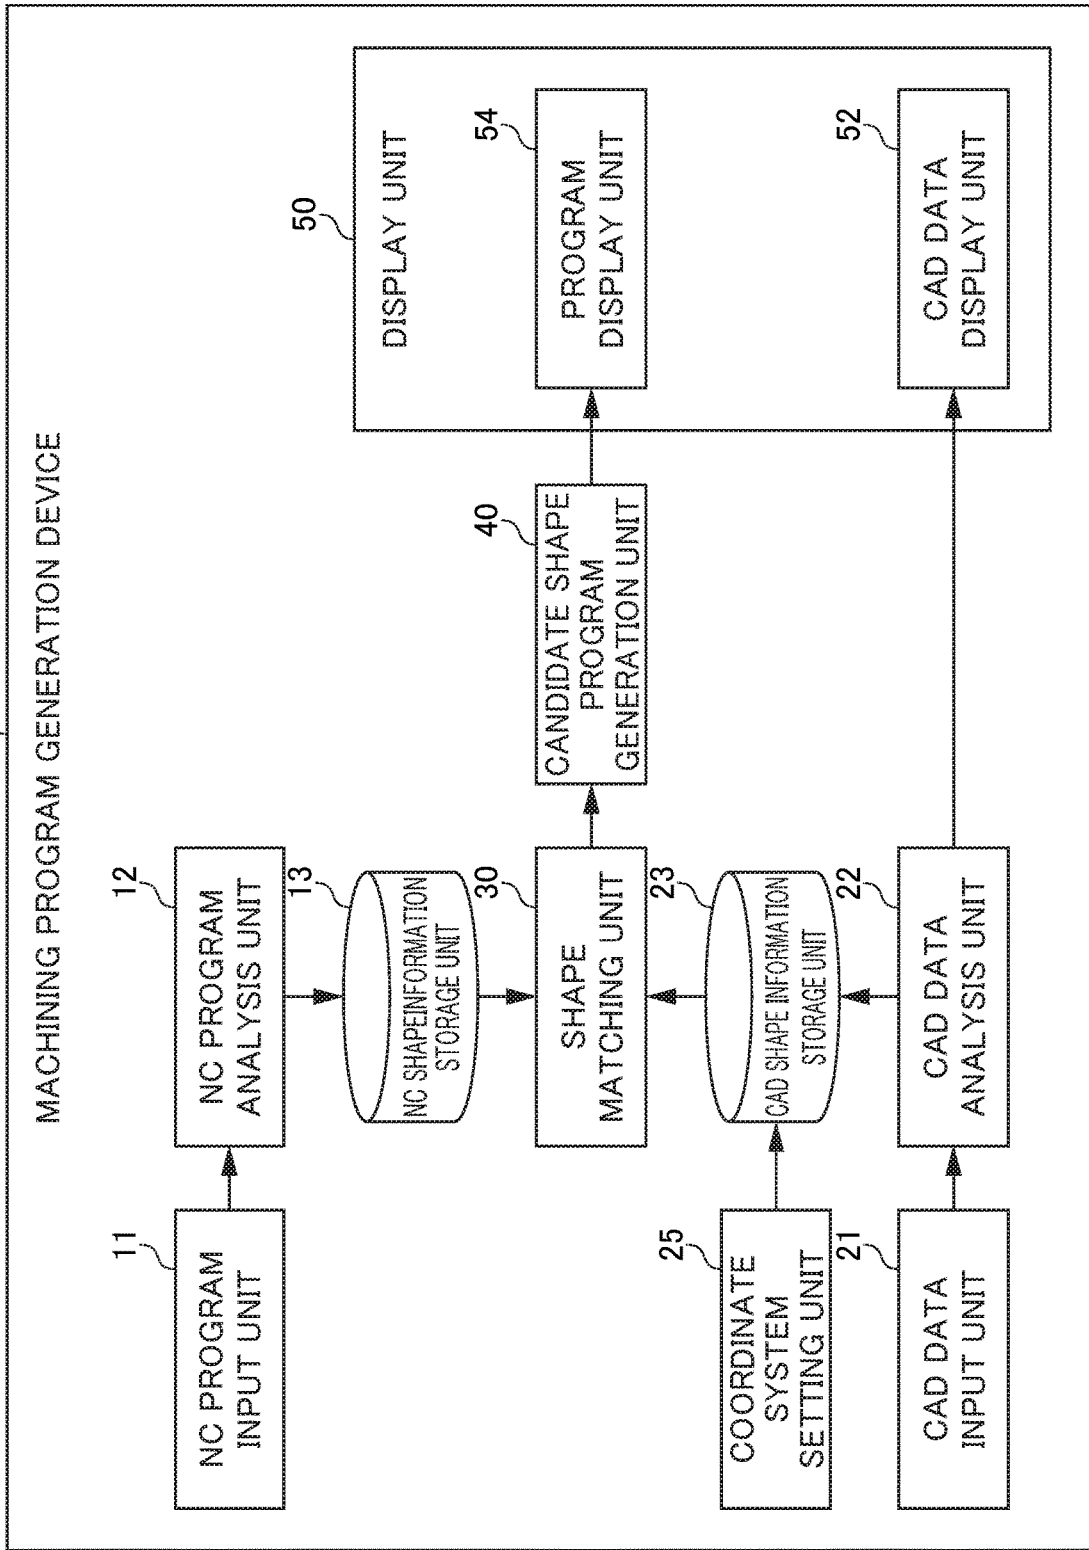 MACHINING PROGRAM GENERATION DEVICE
11
NC PROGRAM
INPUT UNIT
12
NC PROGRAM
ANALYSIS UNIT
13
NC SHAPEINFORMATION
STORAGE UNIT
30
SHAPE
MATCHING UNIT
40
CANDIDATE SHAPE
PROGRAM
GENERATION UNIT
50
DISPLAY UNIT
54
PROGRAM
DISPLAY UNIT
25
COORDINATE
SYSTEM
SETTING UNIT
23
CAD SHAPE INFORMATION
STORAGE UNIT
21
CAD DATA
INPUT UNIT
22
CAD DATA
ANALYSIS UNIT
52
CAD DATA
DISPLAY UNIT